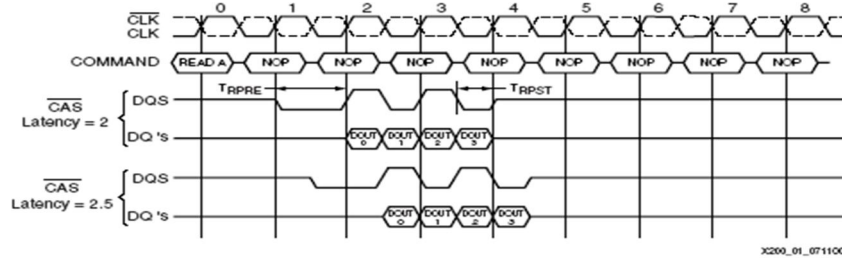 0 1 2 3 4 5 6 7 8
CLK
CLK
COMMAND READ A NOP NOP NOP NOP NOP NOP NOP NOP
TRPRE TRPST
CAS
Latency = 2
DQS
DQ 's DOUT 0 DOUT 1 DOUT 2 DOUT 3
CAS
Latency = 2.5
DQS
DQ 's DOUT 0 DOUT 1 DOUT 2 DOUT 3
X200_01_071100